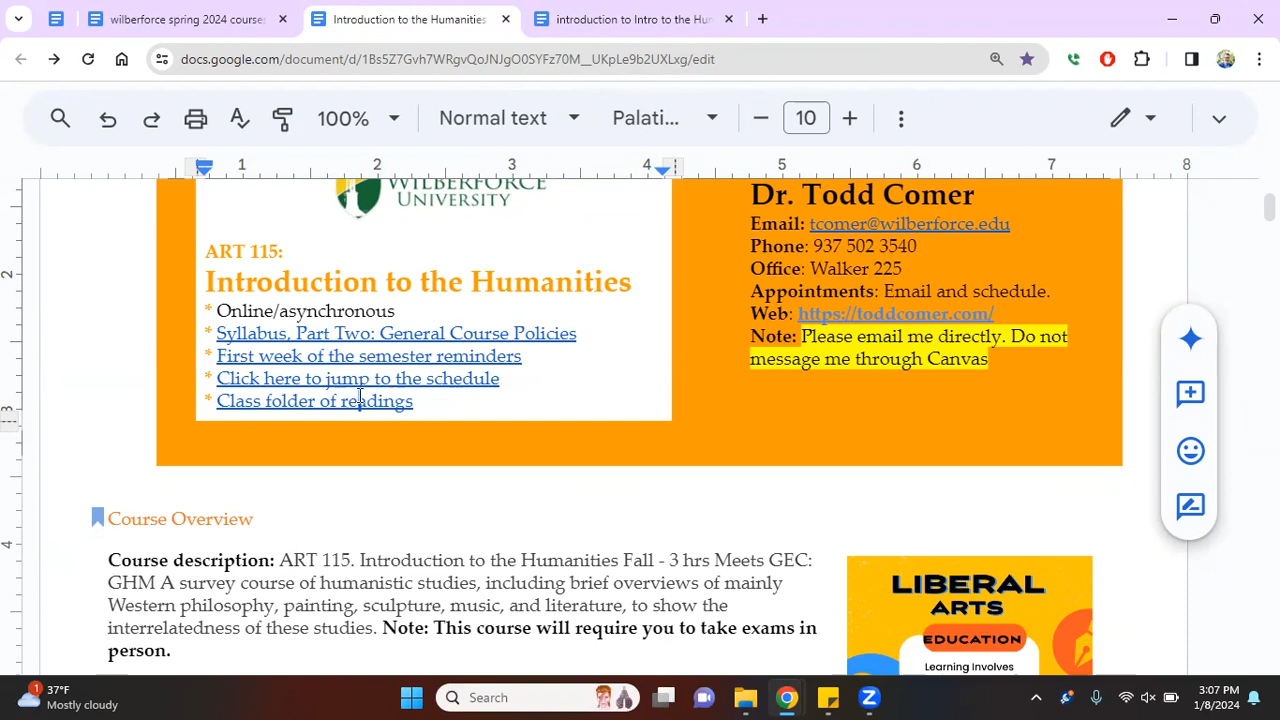 wilberforce spring 2024 course
Introduction to the Humanities
introduction to Intro to the Hum
docs.google.com/document/d/1Bs5Z7Gvh7WRgvQoJNJgO0SYFz70M__UKpLe9b2UXLxg/edit
100%
Normal text
Palati...
10
1 2 3 4 5 6 7 8
WILBERFORCE
UNIVERSITY
ART 115:
Introduction to the Humanities
* Online/asynchronous
* Syllabus, Part Two: General Course Policies
* First week of the semester reminders
* Click here to jump to the schedule
* Class folder of readings
Dr. Todd Comer
Email: tcomer@wilberforce.edu
Phone: 937 502 3540
Office: Walker 225
Appointments: Email and schedule.
Web: https://toddcomer.com/
Note: Please email me directly. Do not
message me through Canvas
2
3
4
Course Overview
Course description: ART 115. Introduction to the Humanities Fall - 3 hrs Meets GEC:
GHM A survey course of humanistic studies, including brief overviews of mainly
Western philosophy, painting, sculpture, music, and literature, to show the
interrelatedness of these studies. Note: This course will require you to take exams in
person.
LIBERAL
ARTS
EDUCATION
Learning Involves
1
37°F
Mostly cloudy
Search
3:07 PM
1/8/2024